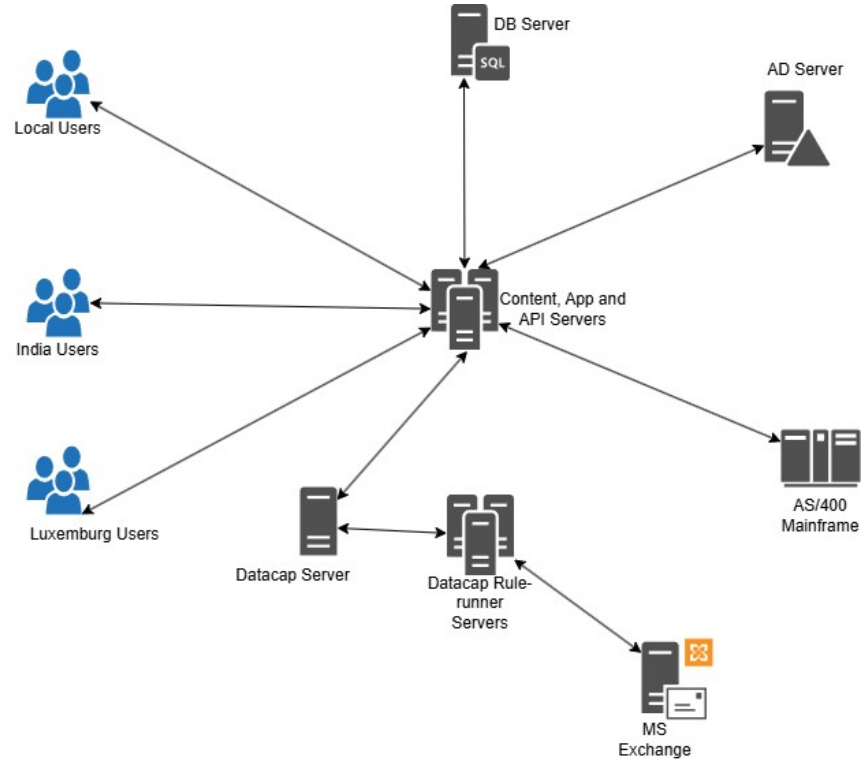 DB Server
SQL
AD Server
Local Users
Content, App and
API Servers
India Users
AS/400
Mainframe
Luxemburg Users
Datacap Server
Datacap Rule-
runner
Servers
MS
Exchange